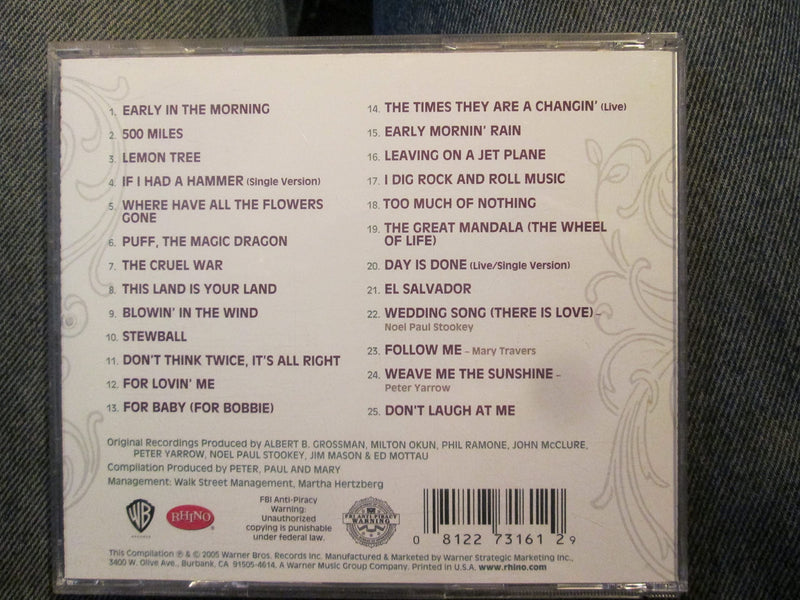 1. EARLY IN THE MORNING
2. 500 MILES
3. LEMON TREE
4. IF I HAD A HAMMER (Single Version)
5. WHERE HAVE ALL THE FLOWERS
GONE
6. PUFF, THE MAGIC DRAGON
7. THE CRUEL WAR
8. THIS LAND IS YOUR LAND
9. BLOWIN' IN THE WIND
10. STEWBALL
11. DON'T THINK TWICE, IT'S ALL RIGHT
12. FOR LOVIN' ME
13. FOR BABY (FOR BOBBIE)
14. THE TIMES THEY ARE A CHANGIN' (Live)
15. EARLY MORNIN' RAIN
16. LEAVING ON A JET PLANE
17. I DIG ROCK AND ROLL MUSIC
18. TOO MUCH OF NOTHING
19. THE GREAT MANDALA (THE WHEEL
OF LIFE)
20. DAY IS DONE (Live/Single Version)
21. EL SALVADOR
22. WEDDING SONG (THERE IS LOVE) –
Noel Paul Stookey
23. FOLLOW ME – Mary Travers
24. WEAVE ME THE SUNSHINE –
Peter Yarrow
25. DON'T LAUGH AT ME
Original Recordings Produced by ALBERT B. GROSSMAN, MILTON OKUN, PHIL RAMONE, JOHN McCLURE,
PETER YARROW, NOEL PAUL STOOKEY, JIM MASON & ED MOTTAU
Compilation Produced by PETER, PAUL AND MARY
Management: Walk Street Management, Martha Hertzberg
WB
RECORDS
RHINO
FBI Anti-Piracy
Warning:
Unauthorized
copying is punishable
under federal law.
FBI ANTI-PIRACY
WARNING
0 8122 73161 2 9
This Compilation ℗ & © 2005 Warner Bros. Records Inc. Manufactured & Marketed by Warner Strategic Marketing Inc.,
3400 W. Olive Ave., Burbank, CA 91505-4614. A Warner Music Group Company. Printed in U.S.A. www.rhino.com